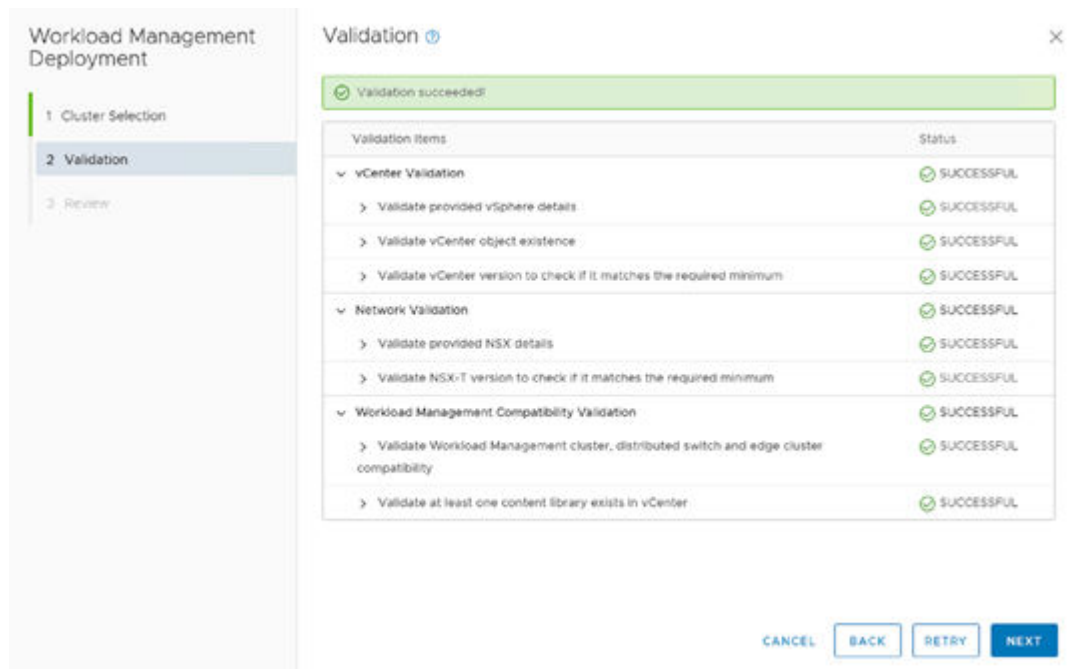 Workload Management
Deployment
1 Cluster Selection
2 Validation
3 Review
Validation
Validation succeeded!
Validation Items Status
vCenter Validation SUCCESSFUL
Validate provided vSphere details SUCCESSFUL
Validate vCenter object existence SUCCESSFUL
Validate vCenter version to check if it matches the required minimum SUCCESSFUL
Network Validation SUCCESSFUL
Validate provided NSX details SUCCESSFUL
Validate NSX-T version to check if it matches the required minimum SUCCESSFUL
Workload Management Compatibility Validation SUCCESSFUL
Validate Workload Management cluster, distributed switch and edge cluster SUCCESSFUL
compatibility
Validate at least one content library exists in vCenter SUCCESSFUL
CANCEL BACK RETRY NEXT